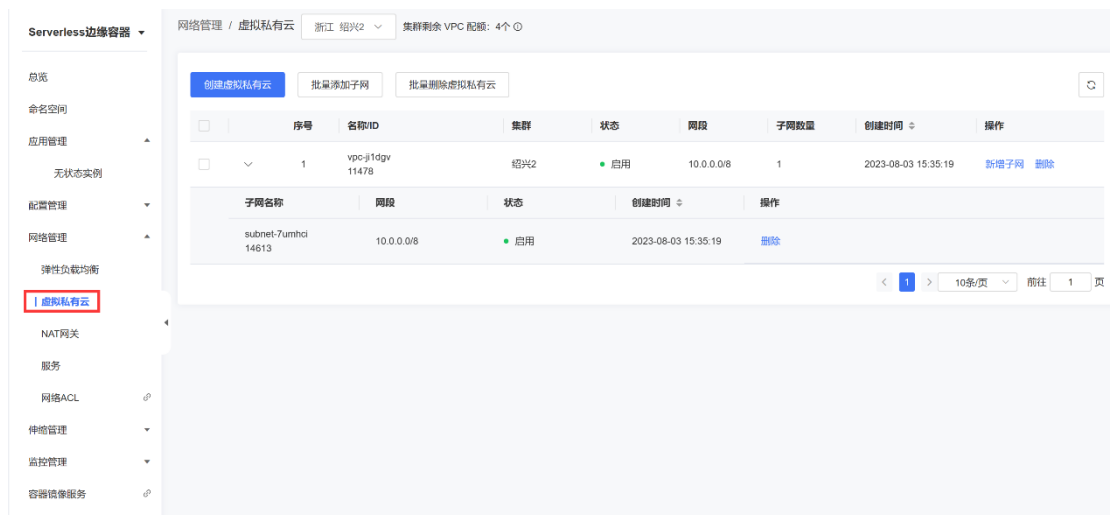 Serverless边缘容器
总览
命名空间
应用管理
无状态实例
配置管理
网络管理
弹性负载均衡
虚拟私有云
NAT网关
服务
网络ACL
伸缩管理
监控管理
容器镜像服务
网络管理 / 虚拟私有云 浙江 绍兴2 集群剩余 VPC 配额：4个
创建虚拟私有云 批量添加子网 批量删除虚拟私有云
序号 名称/ID 集群 状态 网段 子网数量 创建时间 操作
1 vpc-ji1dgv 绍兴2 启用 10.0.0.0/8 1 2023-08-03 15:35:19 新增子网 删除
11478
子网名称 网段 状态 创建时间 操作
subnet-7umhci 10.0.0.0/8 启用 2023-08-03 15:35:19 删除
14613
< 1 > 10条/页 前往 1 页